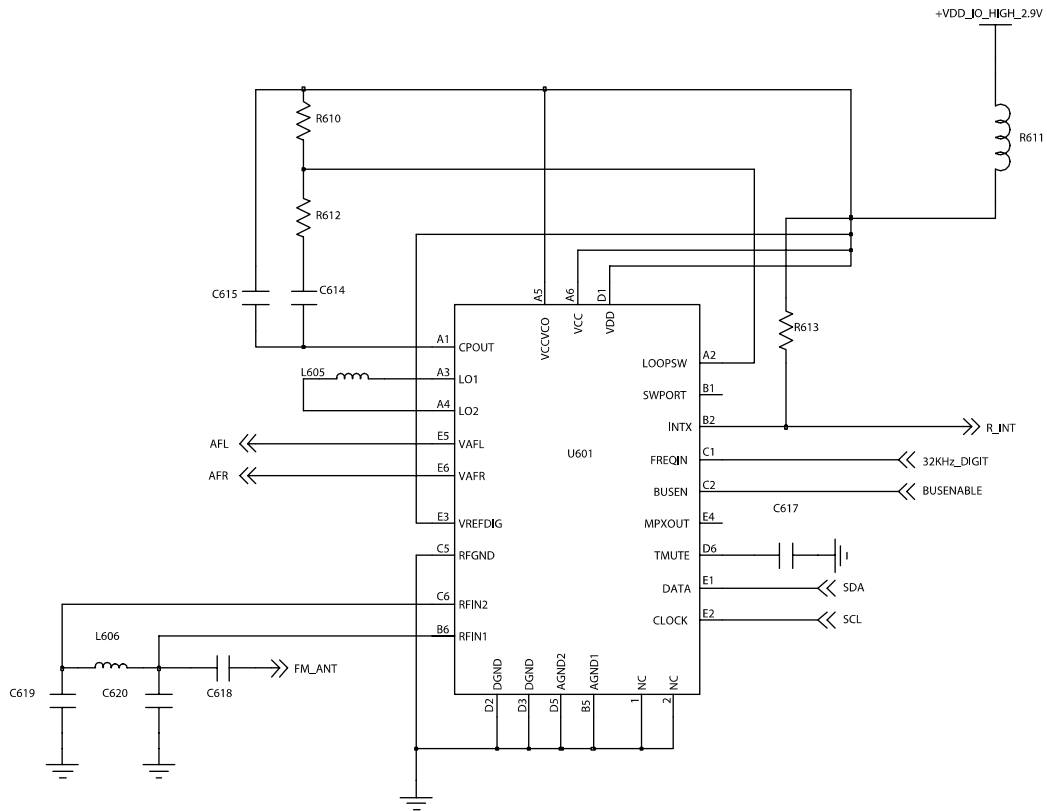 +VDD_IO_HIGH_2.9V
R610
R611
R612
C615
C614
R613
A5
A6
D1
VCCVCO
VCC
VDD
A1
CPOUT
LOOPSW
A2
L605
A3
LO1
SWPORT
B1
A4
LO2
INTX
B2
R_INT
AFL
E5
VAFL
U601
FREQIN
C1
32KHz_DIGIT
AFR
E6
VAFR
BUSEN
C2
BUSENABLE
C617
E3
VREFDIG
MPXOUT
E4
C5
RFGND
TMUTE
D6
C6
RFIN2
DATA
E1
SDA
B6
RFIN1
CLOCK
E2
SCL
L606
FM_ANT
C619
C620
C618
DGND
DGND
AGND2
AGND1
NC
NC
D2
D3
D5
B5
1
2